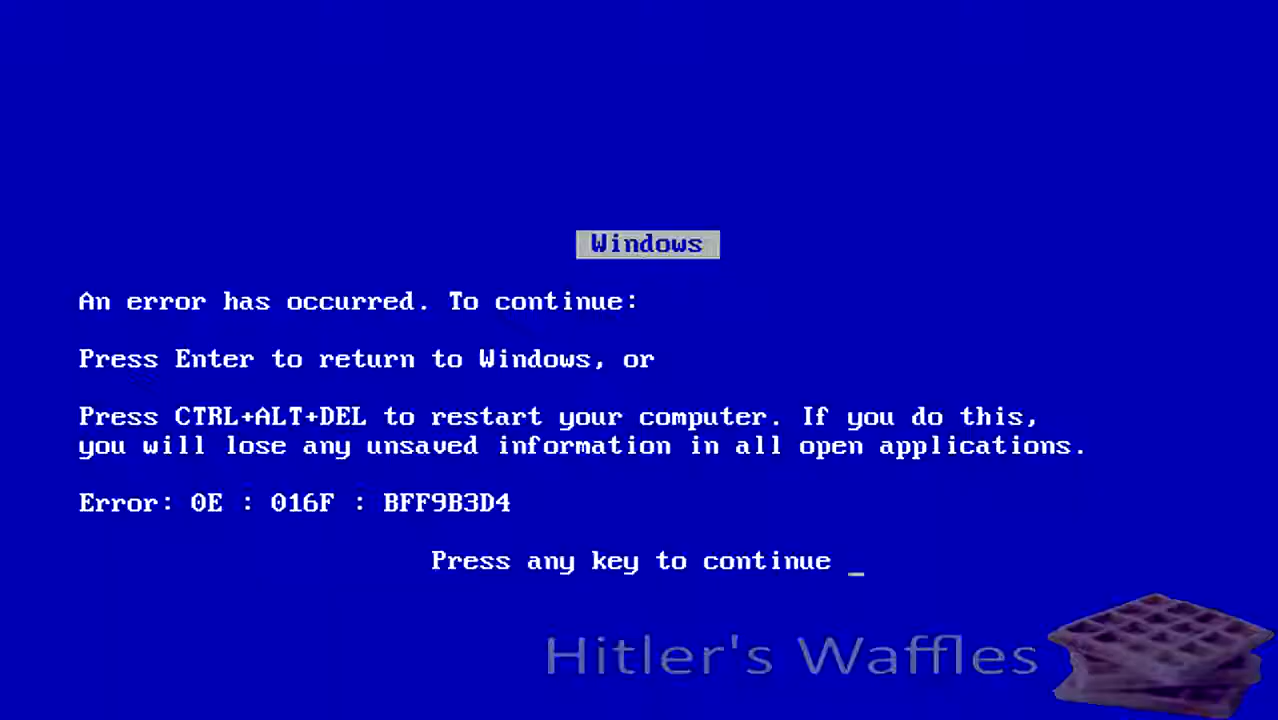 Windows
An error has occurred. To continue:
Press Enter to return to Windows, or
Press CTRL+ALT+DEL to restart your computer. If you do this,
you will lose any unsaved information in all open applications.
Error: 0E : 016F : BFF9B3D4
Press any key to continue _
Hitler's Waffles